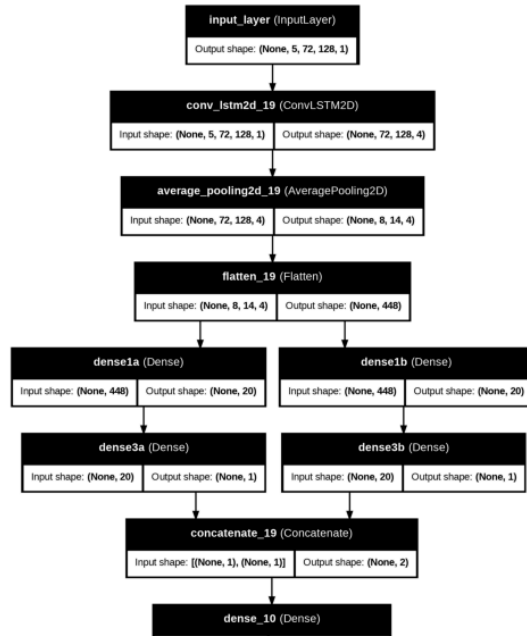 input_layer (InputLayer)
Output shape: (None, 5, 72, 128, 1)
conv_lstm2d_19 (ConvLSTM2D)
Input shape: (None, 5, 72, 128, 1) Output shape: (None, 72, 128, 4)
average_pooling2d_19 (AveragePooling2D)
Input shape: (None, 72, 128, 4) Output shape: (None, 8, 14, 4)
flatten_19 (Flatten)
Input shape: (None, 8, 14, 4) Output shape: (None, 448)
dense1a (Dense) dense1b (Dense)
Input shape: (None, 448) Output shape: (None, 20) Input shape: (None, 448) Output shape: (None, 20)
dense3a (Dense) dense3b (Dense)
Input shape: (None, 20) Output shape: (None, 1) Input shape: (None, 20) Output shape: (None, 1)
concatenate_19 (Concatenate)
Input shape: [(None, 1), (None, 1)] Output shape: (None, 2)
dense_10 (Dense)